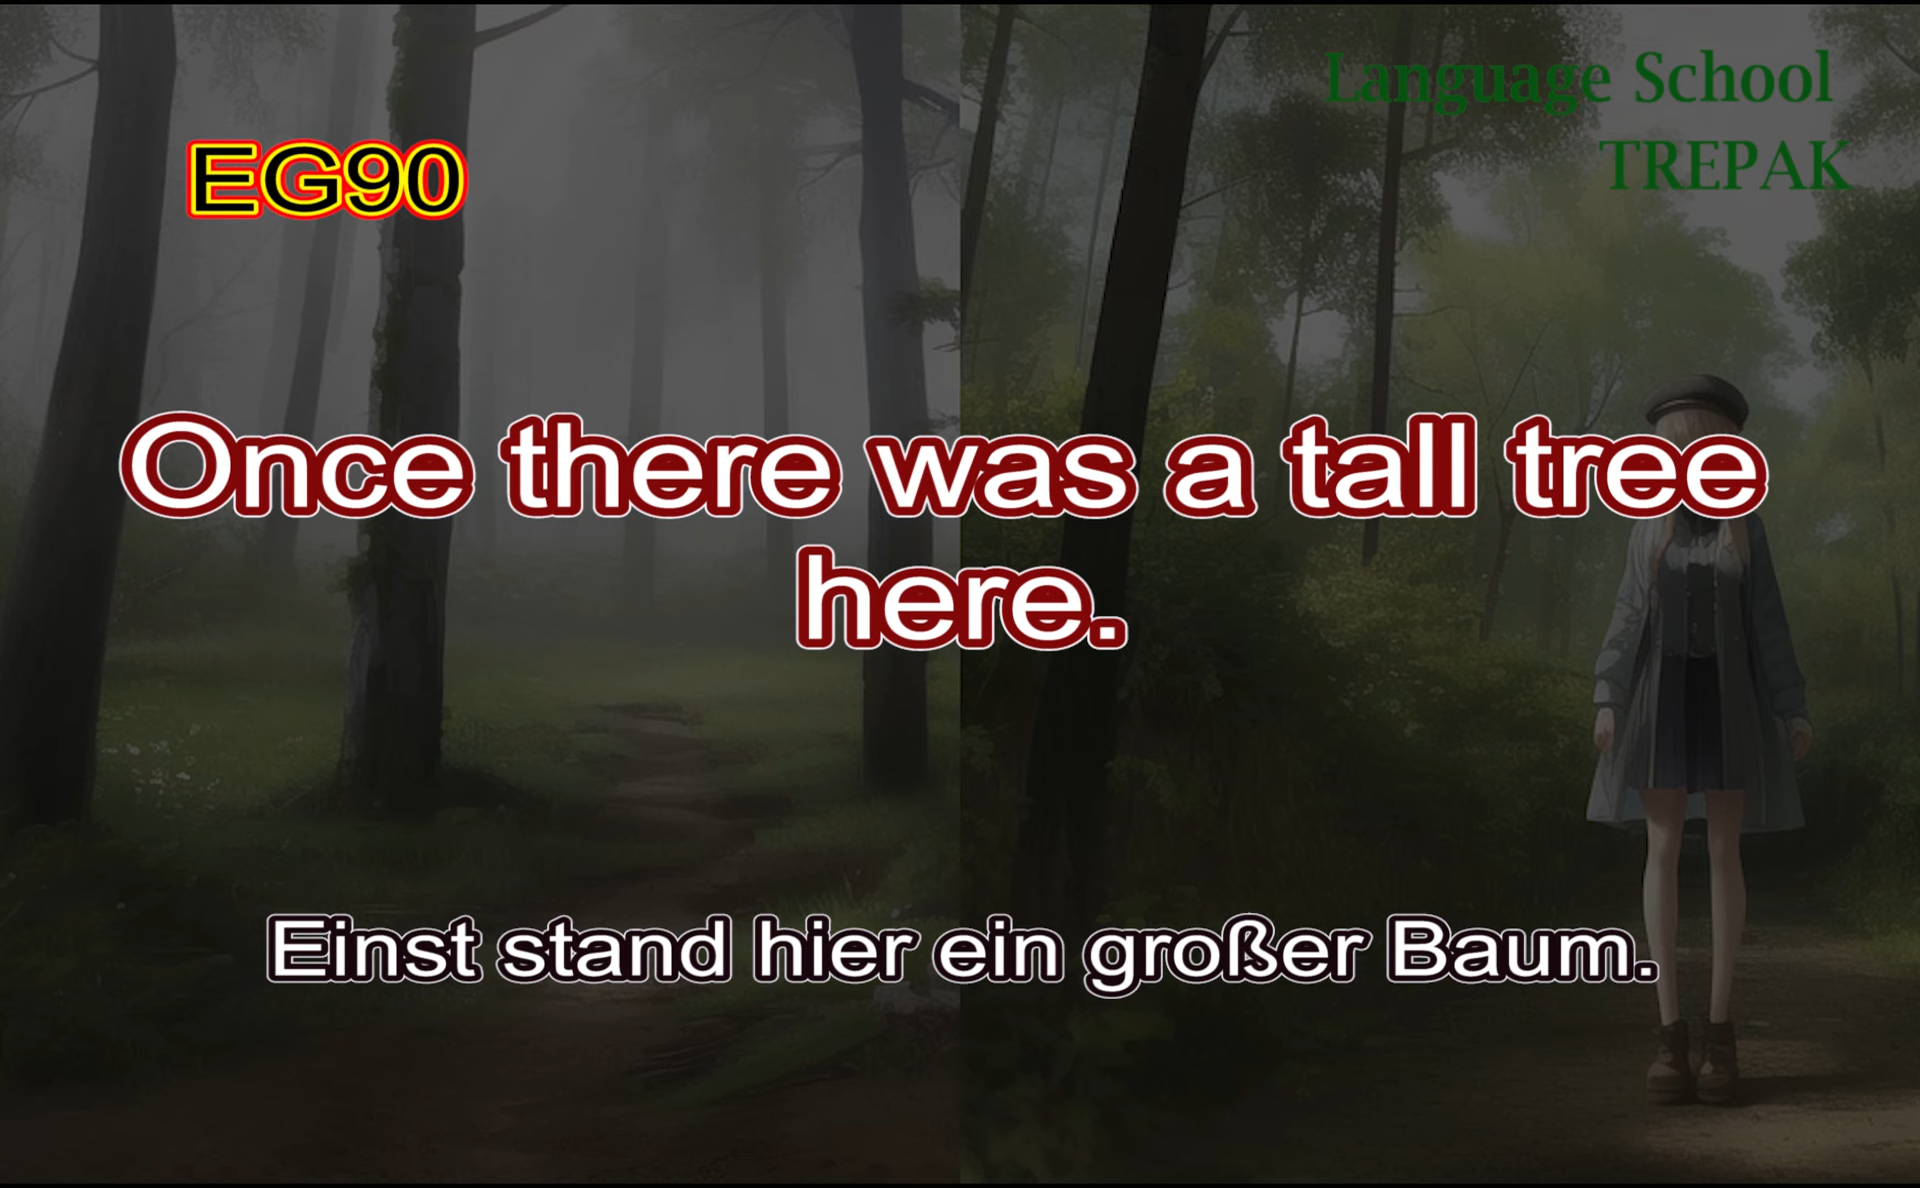 Language School
TREPAK
EG90
Once there was a tall tree
here.
Einst stand hier ein großer Baum.